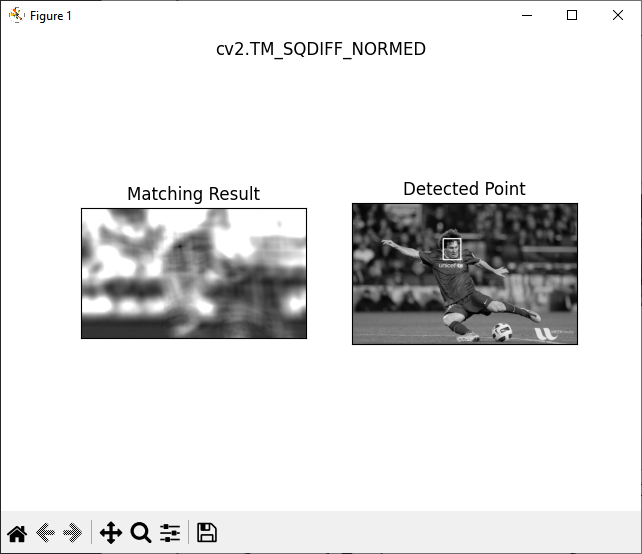 Figure 1
cv2.TM_SQDIFF_NORMED
Matching Result
Detected Point
unicef